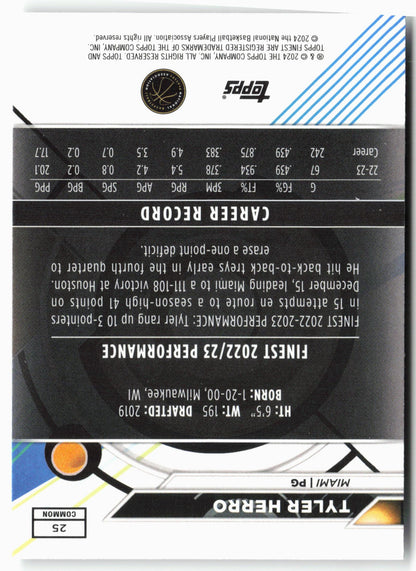 25
COMMON
TYLER HERRO
MIAMI | PG
HT: 6'5" WT: 195 DRAFTED: 2019
BORN: 1-20-00, Milwaukee, WI
FINEST 2022/23 PERFORMANCE
FINEST 2022-2023 PERFORMANCE: Tyler rang up 10 3-pointers
in 15 attempts en route to a season-high 41 points on
December, 15, leading Miami to a 111-108 victory at Houston.
He hit back-to-back treys early in the fourth quarter to
erase a one-point deficit.
CAREER RECORD
G FG% FT% 3PM RPG APG SPG BPG PPG
22-23 67 .439 .934 .378 5.4 4.2 0.8 0.2 20.1
Career 242 .439 .875 .383 4.9 3.5 0.7 0.2 17.7
topps
® & © 2024 THE TOPPS COMPANY, INC. ALL RIGHTS RESERVED. TOPPS AND
TOPPS FINEST ARE REGISTERED TRADEMARKS OF THE TOPPS COMPANY, INC.
© 2024 the National Basketball Players Association. All rights reserved.